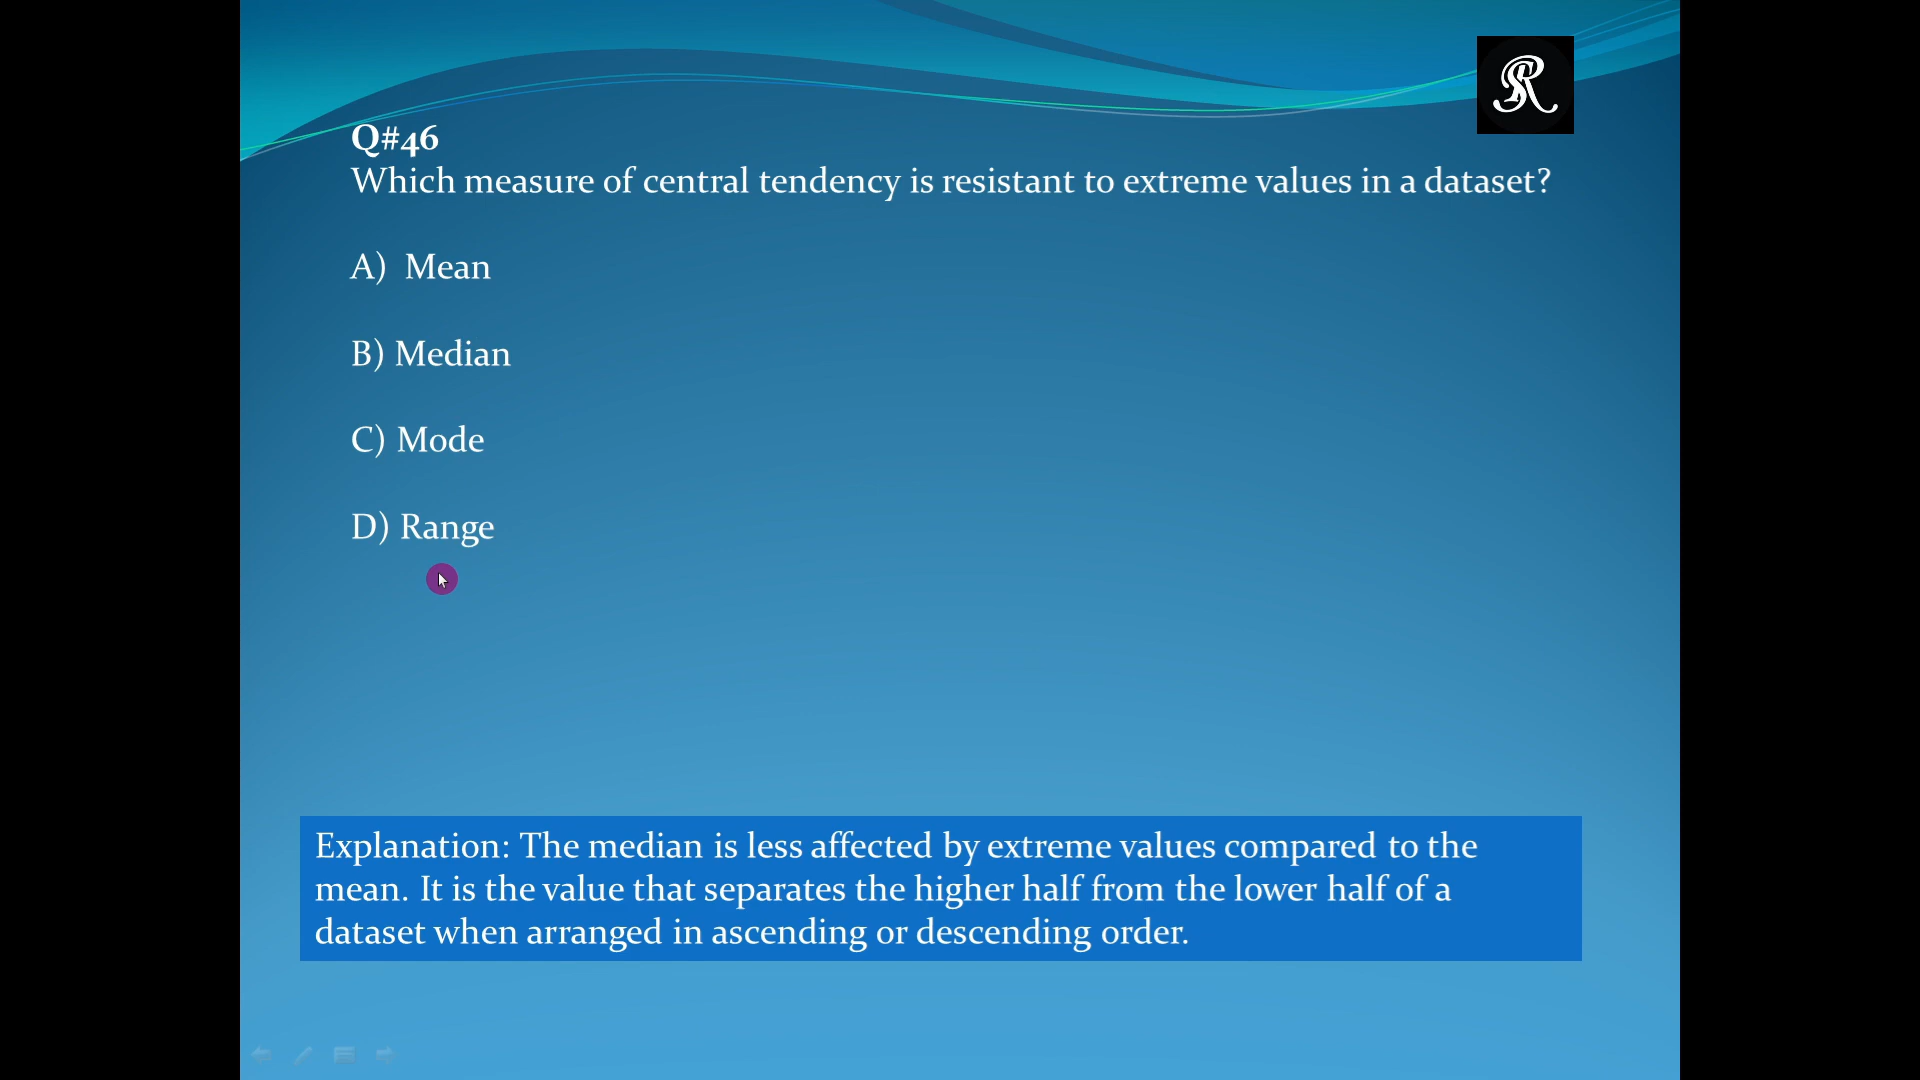 Q#46
Which measure of central tendency is resistant to extreme values in a dataset?
A) Mean
B) Median
C) Mode
D) Range
Explanation: The median is less affected by extreme values compared to the
mean. It is the value that separates the higher half from the lower half of a
dataset when arranged in ascending or descending order.